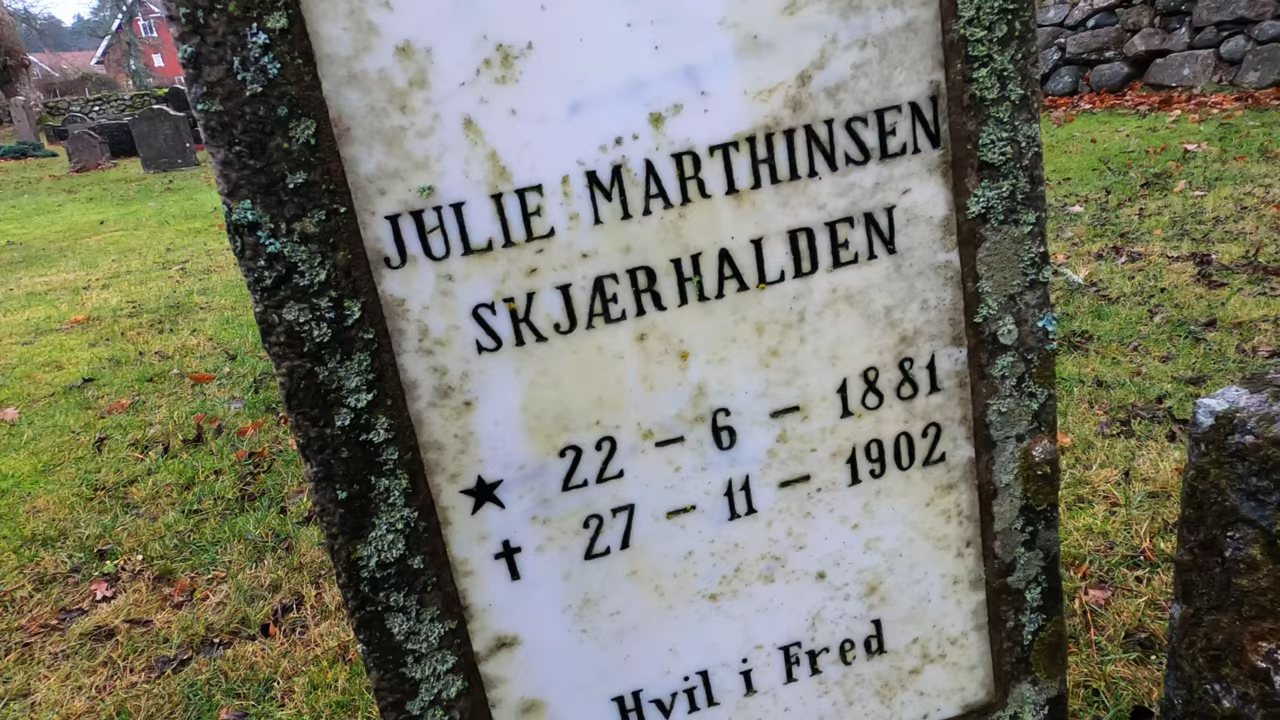 JULIE MARTHINSEN
SKJÆRHALDEN
★ 22 – 6 – 1881
✝ 27 – 11 – 1902
Hvil i Fred